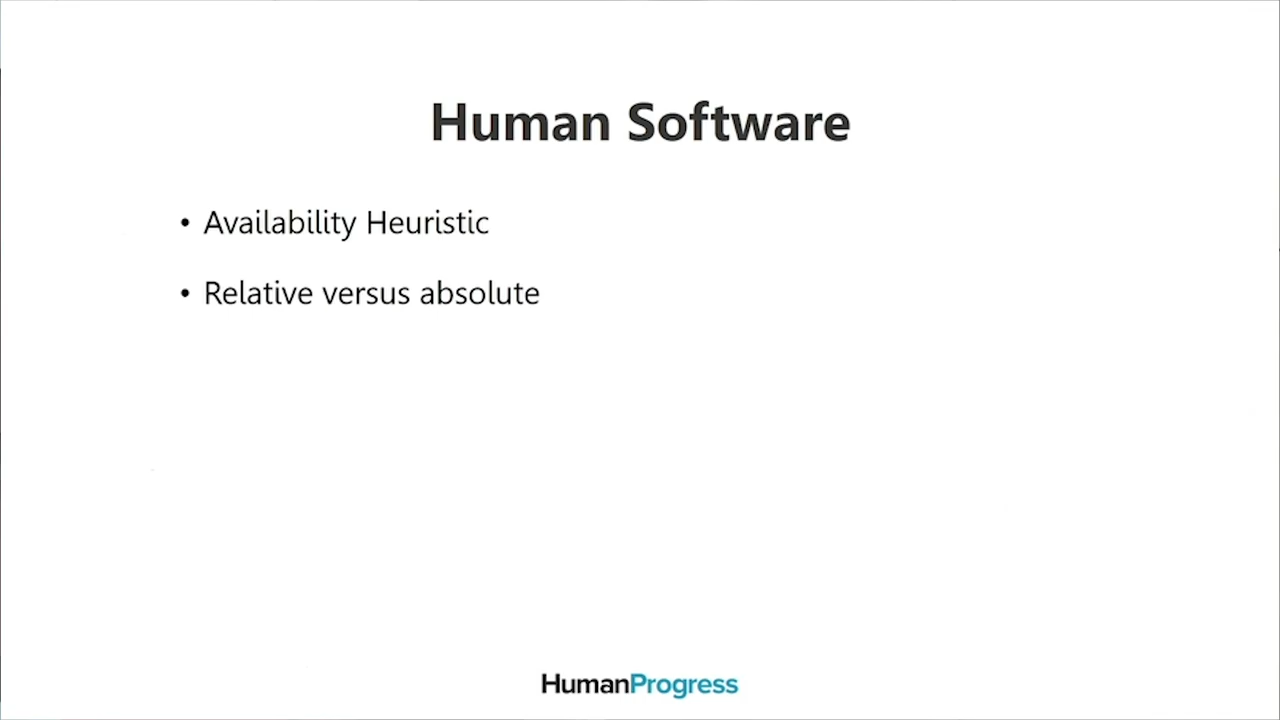 Human Software
• Availability Heuristic
• Relative versus absolute
HumanProgress